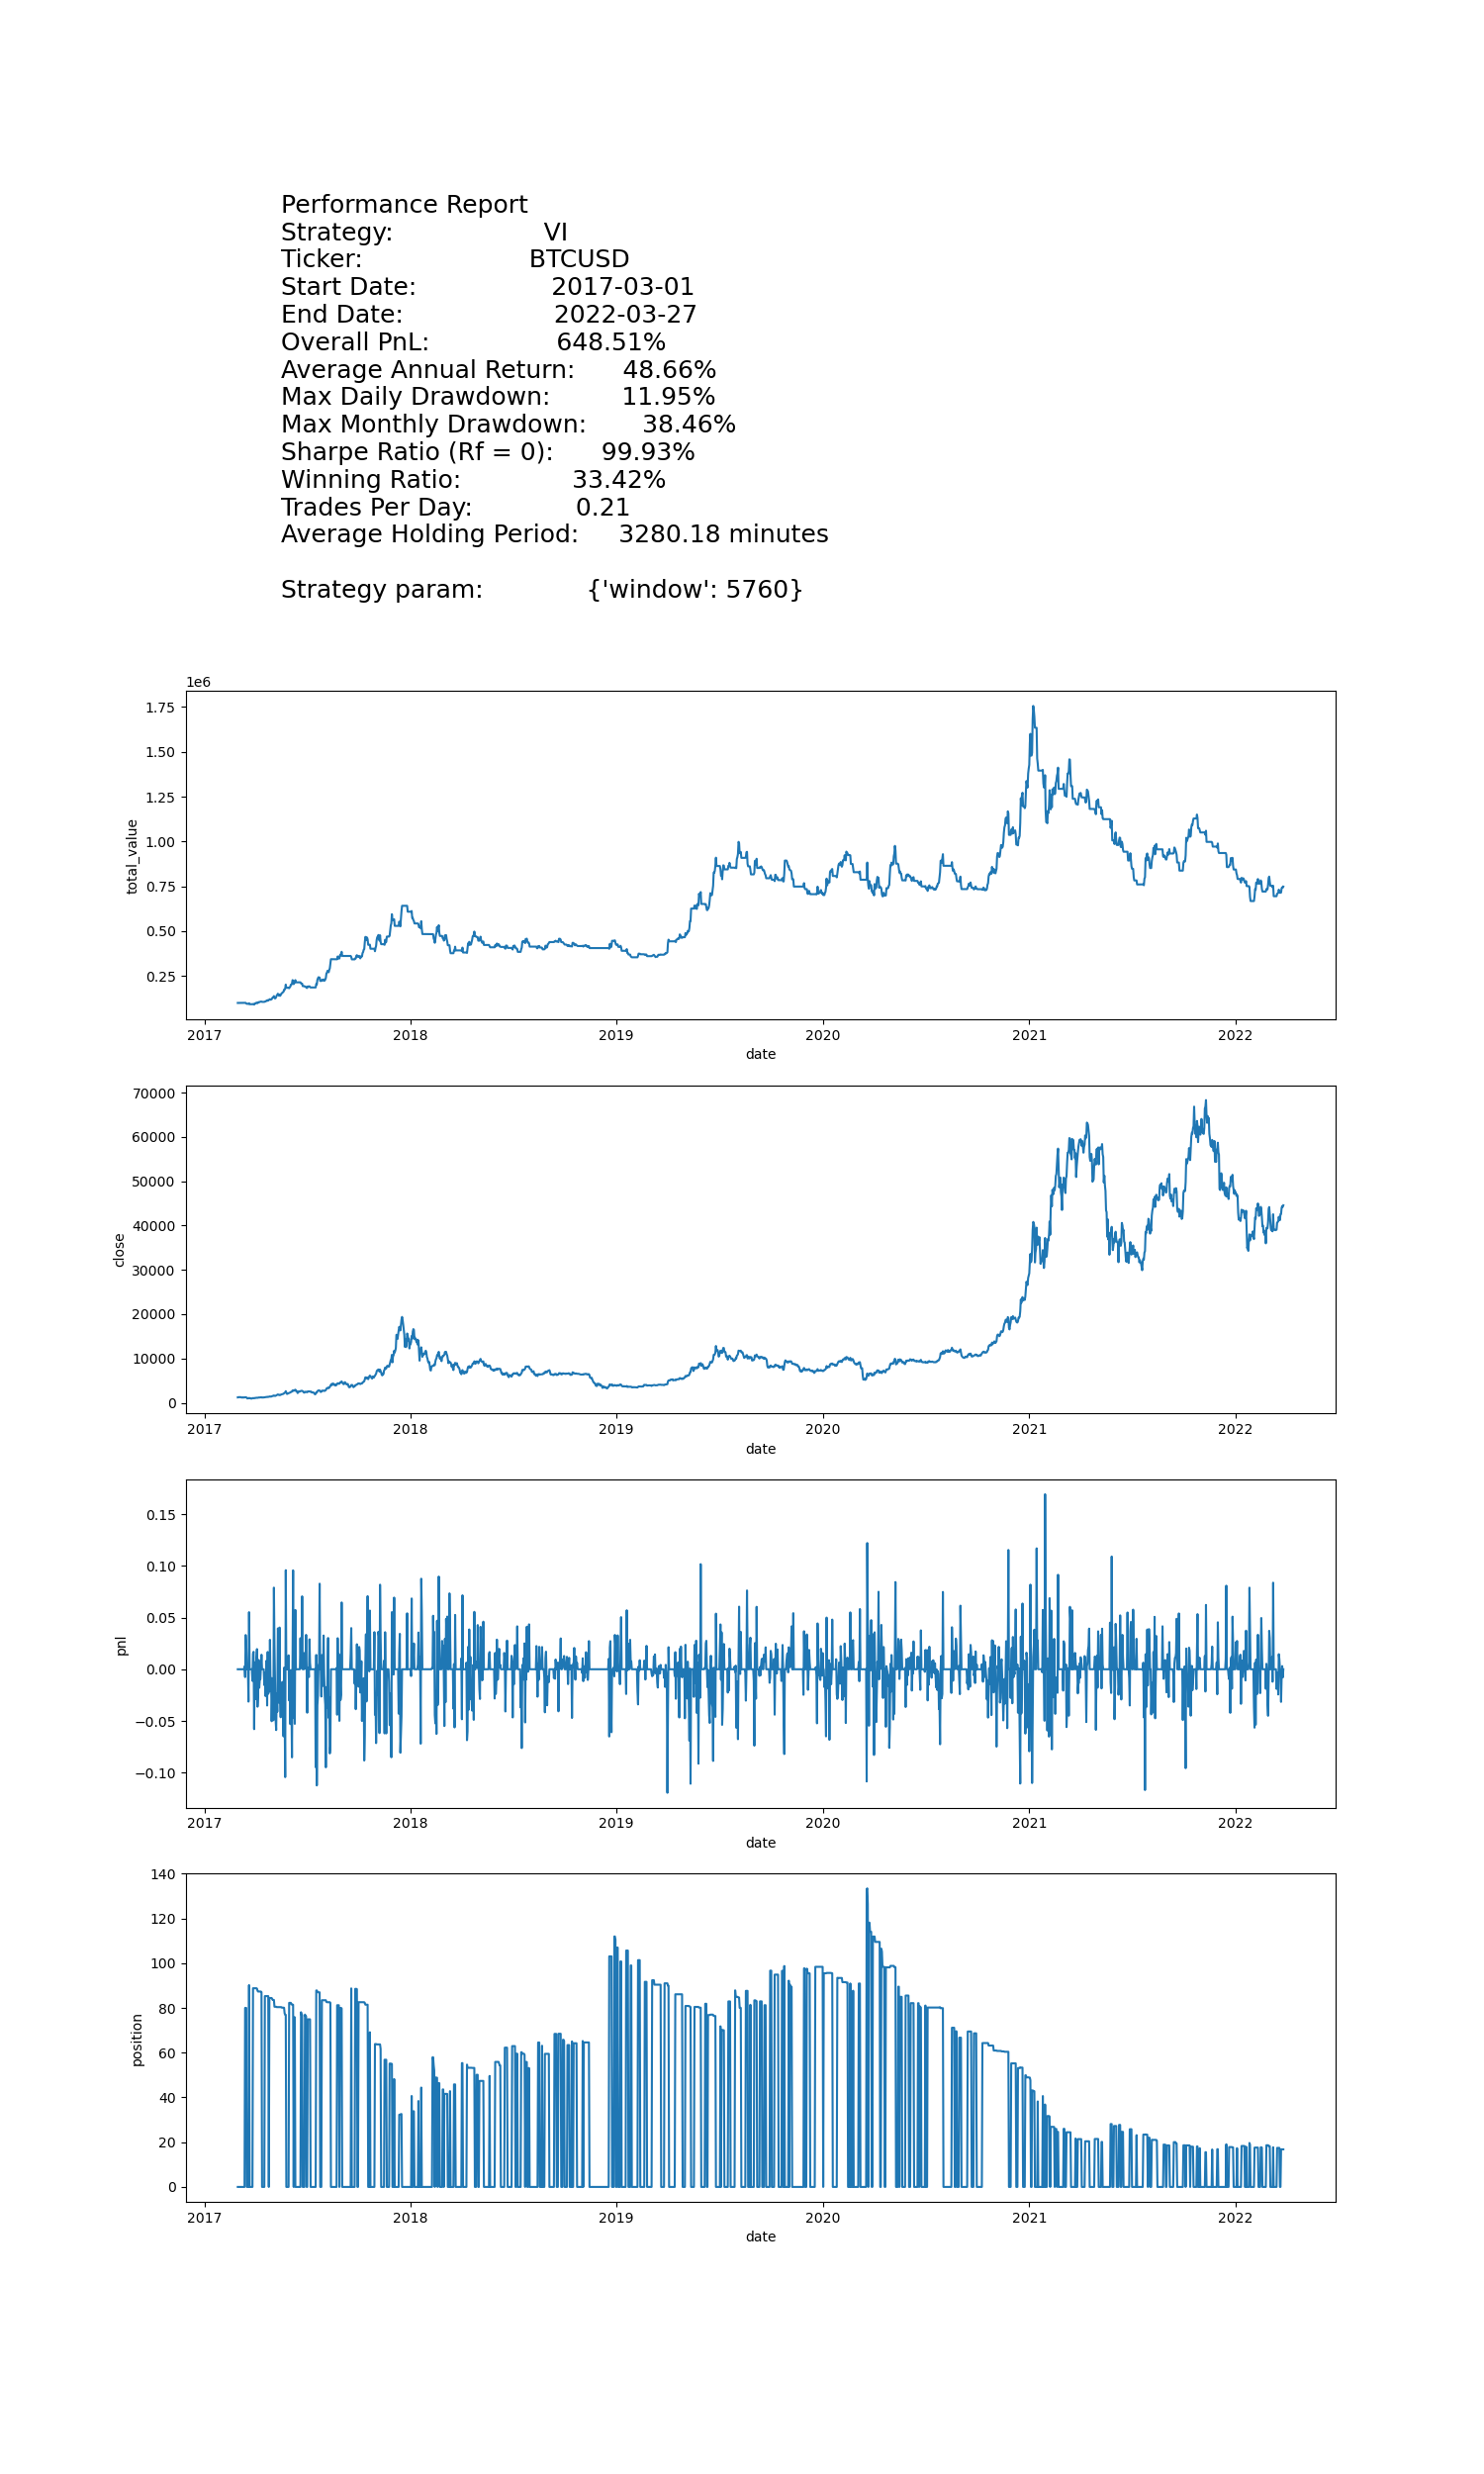 Performance Report
Strategy: VI
Ticker: BTCUSD
Start Date: 2017-03-01
End Date: 2022-03-27
Overall PnL: 648.51%
Average Annual Return: 48.66%
Max Daily Drawdown: 11.95%
Max Monthly Drawdown: 38.46%
Sharpe Ratio (Rf = 0): 99.93%
Winning Ratio: 33.42%
Trades Per Day: 0.21
Average Holding Period: 3280.18 minutes
Strategy param: {'window': 5760}
1e6
1.75
1.50
1.25
1.00
0.75
0.50
0.25
total_value
2017 2018 2019 2020 2021 2022
date
70000
60000
50000
40000
30000
20000
10000
0
close
2017 2018 2019 2020 2021 2022
date
0.15
0.10
0.05
0.00
−0.05
−0.10
pnl
2017 2018 2019 2020 2021 2022
date
140
120
100
80
60
40
20
0
position
2017 2018 2019 2020 2021 2022
date